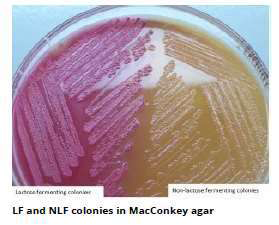 Lactose fermenting colonies
Non-lactose fermenting colonies
LF and NLF colonies in MacConkey agar